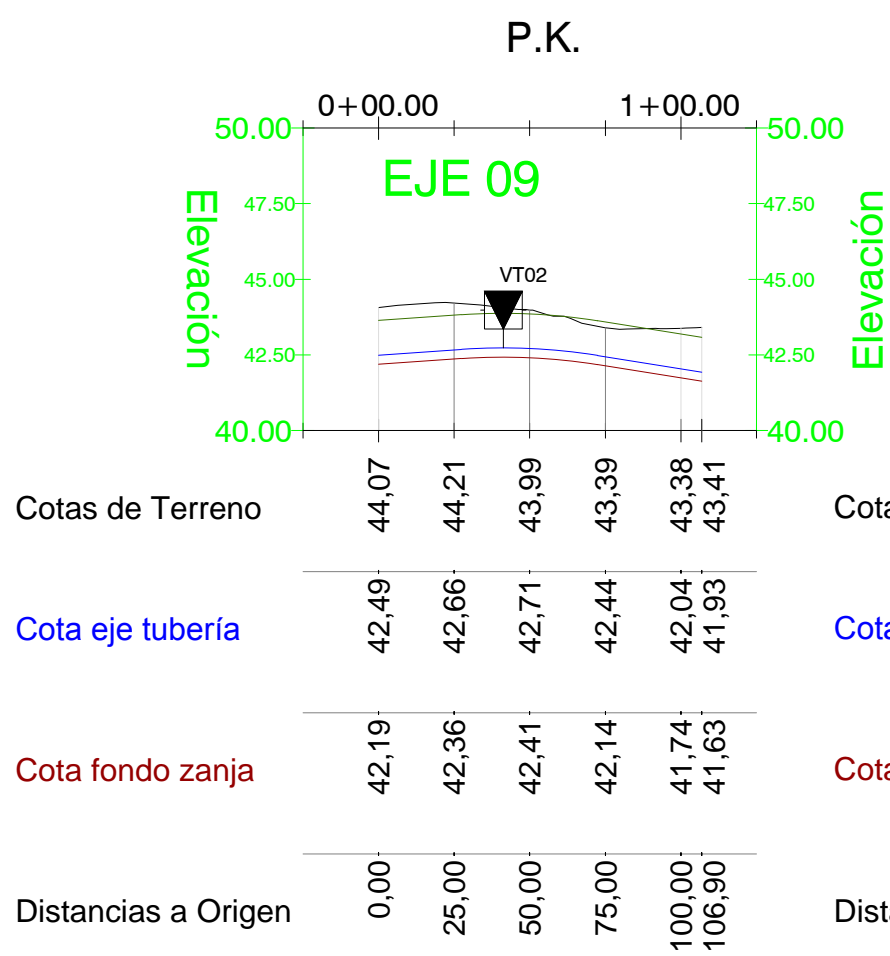 P.K.
0+00.00 1+00.00
50.00 50.00
EJE 09
47.50 47.50
Elevación Elevación
45.00 45.00
VT02
42.50 42.50
40.00 40.00
Cotas de Terreno 44,07 44,21 43,99 43,39 43,38 43,41 Cota
Cota eje tubería 42,49 42,66 42,71 42,44 42,04 41,93 Cota
Cota fondo zanja 42,19 42,36 42,41 42,14 41,74 41,63 Cota
Distancias a Origen 0,00 25,00 50,00 75,00 100,00 106,90 Dista